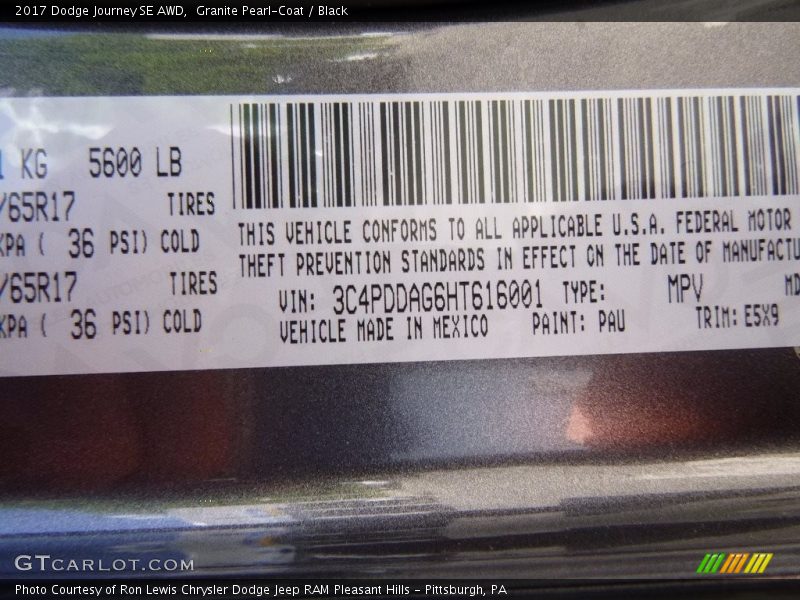 2017 Dodge Journey SE AWD,  Granite Pearl-Coat / Black
KG 5600 LB
/65R17 TIRES
KPA ( 36 PSI) COLD
/65R17 TIRES
KPA ( 36 PSI) COLD
THIS VEHICLE CONFORMS TO ALL APPLICABLE U.S.A. FEDERAL MOTOR
THEFT PREVENTION STANDARDS IN EFFECT ON THE DATE OF MANUFACTU
VIN: 3C4PDDAG6HT616001 TYPE: MPV MD
VEHICLE MADE IN MEXICO PAINT: PAU TRIM: E5X9
GTCARLOT.COM
Photo Courtesy of Ron Lewis Chrysler Dodge Jeep RAM Pleasant Hills - Pittsburgh, PA